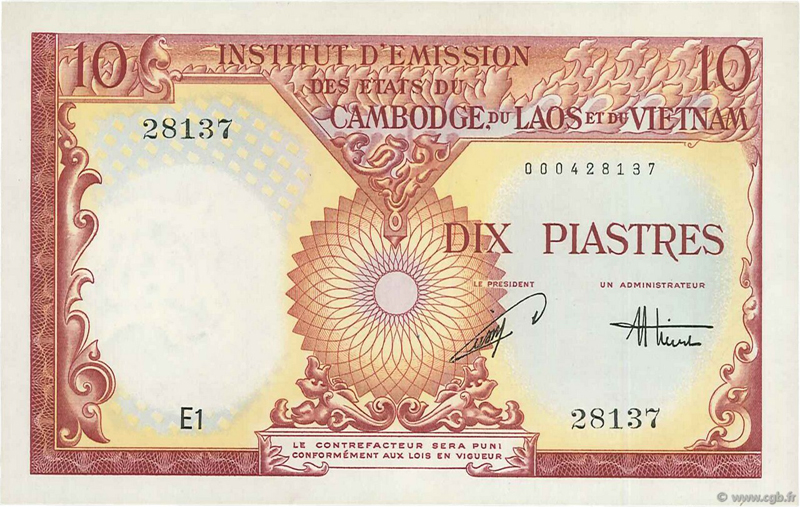 10 INSTITUT D'EMISSION 10
DES ETATS DU
CAMBODGE, DU LAOS ET DU VIETNAM
28137
000428137
DIX PIASTRES
LE PRESIDENT UN ADMINISTRATEUR
E1
28137
LE CONTREFACTEUR SERA PUNI
CONFORMÉMENT AUX LOIS EN VIGUEUR
© www.cgb.fr